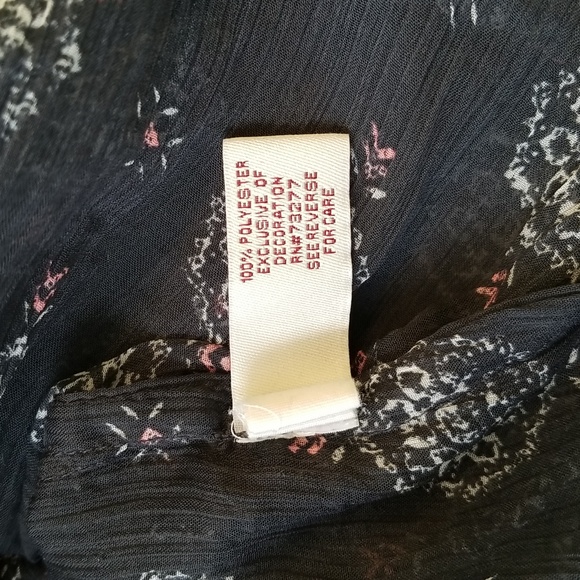 100% POLYESTER
EXCLUSIVE OF
DECORATION
RN#73277
SEE REVERSE
FOR CARE